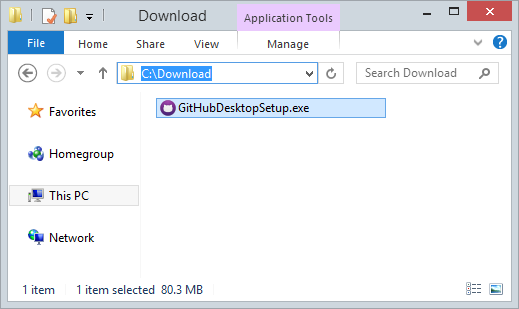 Download
Application Tools
File Home Share View Manage
C:\Download
Search Download
GitHubDesktopSetup.exe
Favorites
Homegroup
This PC
Network
1 item 1 item selected 80.3 MB